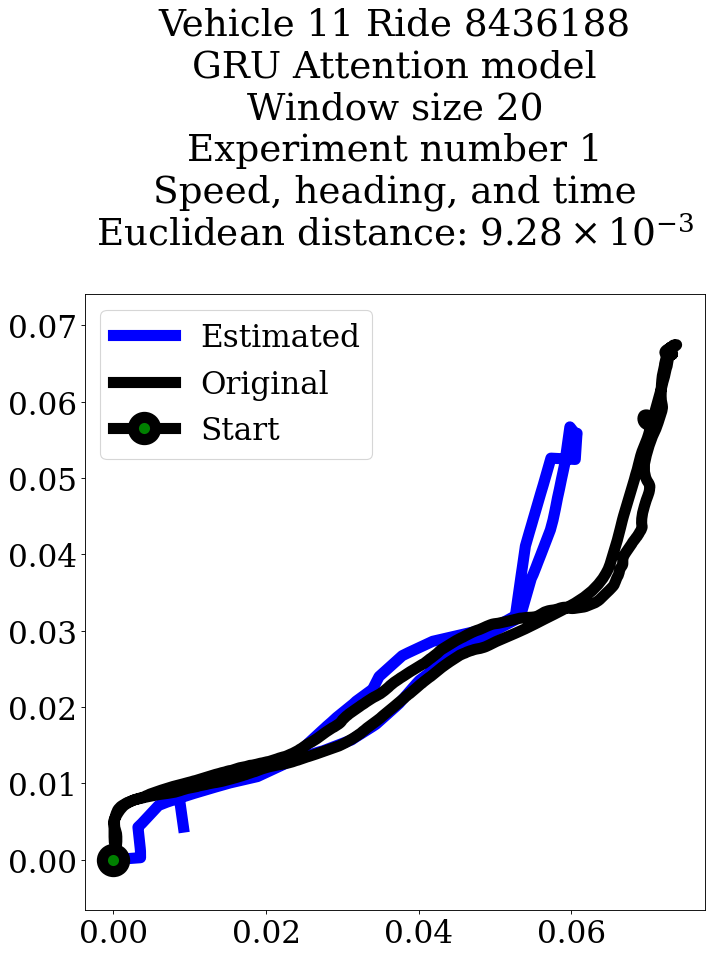 Vehicle 11 Ride 8436188
GRU Attention model
Window size 20
Experiment number 1
Speed, heading, and time
Euclidean distance: 9.28 × 10⁻³
Estimated
Original
Start
0.07
0.06
0.05
0.04
0.03
0.02
0.01
0.00
0.00 0.02 0.04 0.06